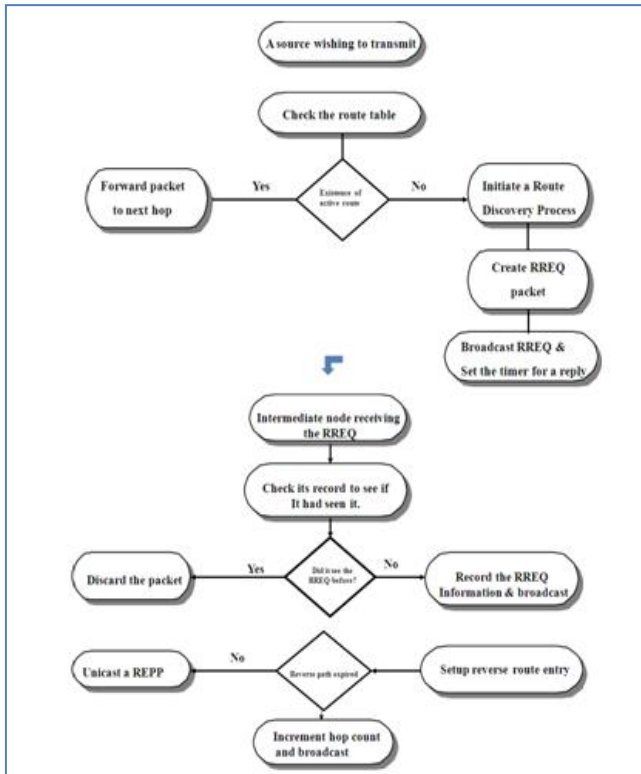 A source wishing to transmit
Check the route table
Existence of
active route
Yes
No
Forward packet
to next hop
Initiate a Route
Discovery Process
Create RREQ
packet
Broadcast RREQ &
Set the timer for a reply
Intermediate node receiving
the RREQ
Check its record to see if
It had seen it.
Did it see the
RREQ before?
Yes
No
Discard the packet
Record the RREQ
Information & broadcast
Setup reverse route entry
Reverse path expired
No
Unicast a REPP
Increment hop count
and broadcast